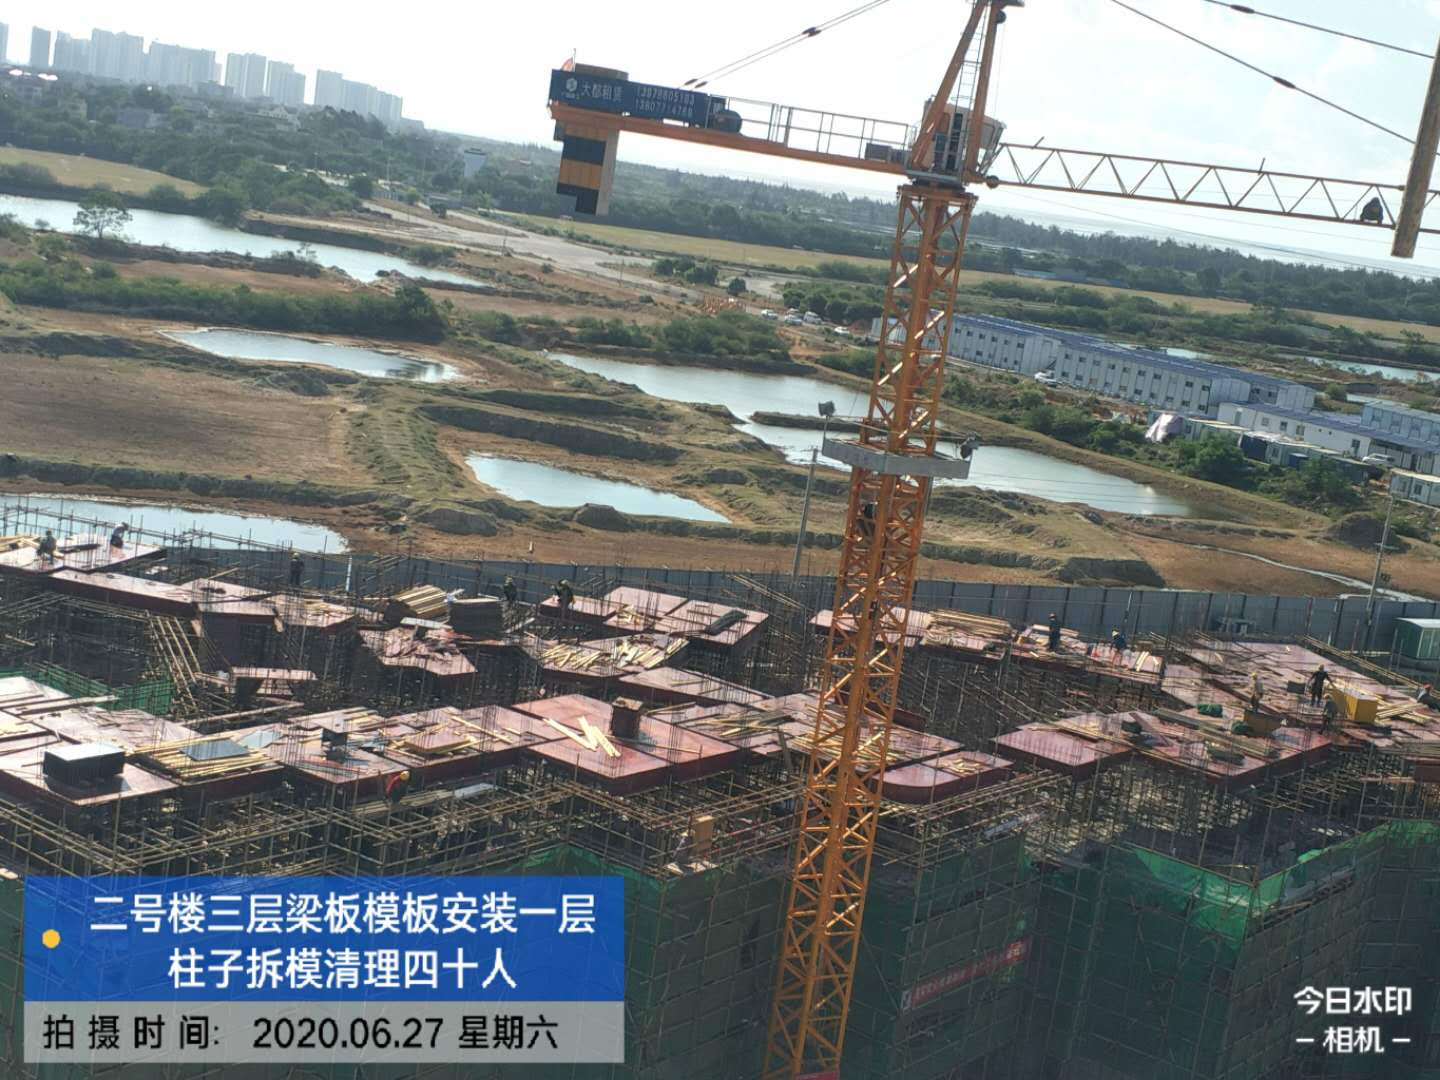 大都租赁
二号楼三层梁板模板安装一层
柱子拆模清理四十人
拍摄时间: 2020.06.27 星期六
今日水印
相机